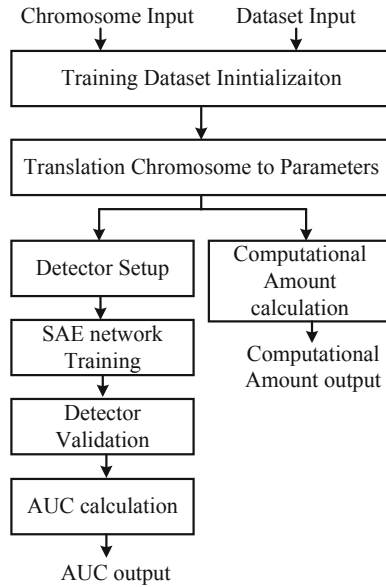 Chromosome Input
Dataset Input
Training Dataset Inintializaiton
Translation Chromosome to Parameters
Detector Setup
Computational
Amount
calculation
SAE network
Training
Computational
Amount output
Detector
Validation
AUC calculation
AUC output